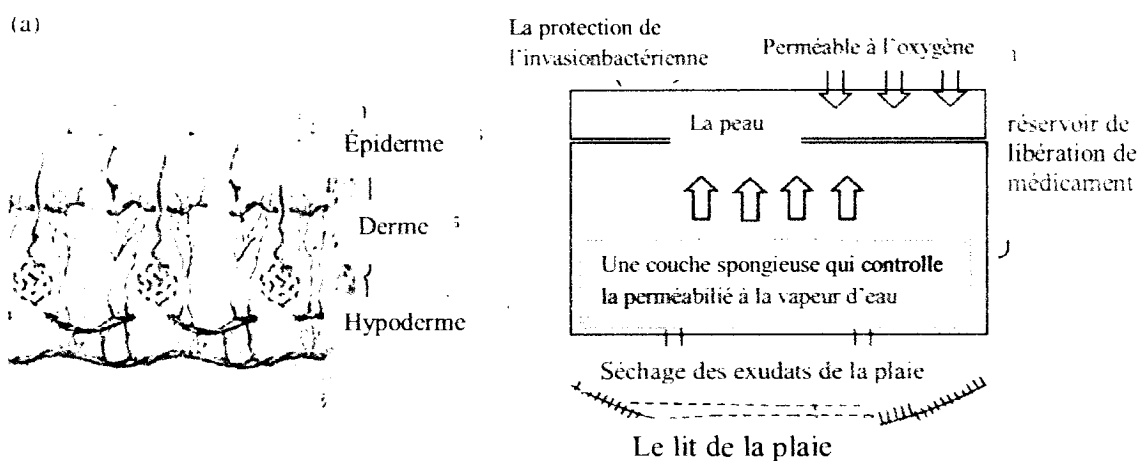 (a)
La protection de
l'invasionbactérienne
Perméable à l'oxygène
La peau
réservoir de
libération de
médicament
Épiderme
Derme
Hypoderme
Une couche spongieuse qui controlle
la perméabilié à la vapeur d'eau
Séchage des exudats de la plaie
Le lit de la plaie